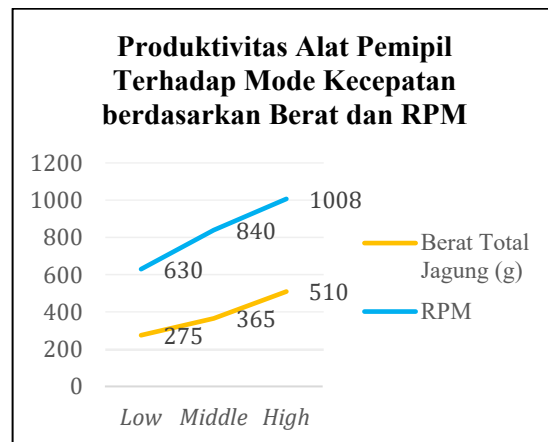 Produktivitas Alat Pemipil
Terhadap Mode Kecepatan
berdasarkan Berat dan RPM
1200
1000
800
600
400
200
0
1008
840
630
510
365
275
Low Middle High
Berat Total
Jagung (g)
RPM